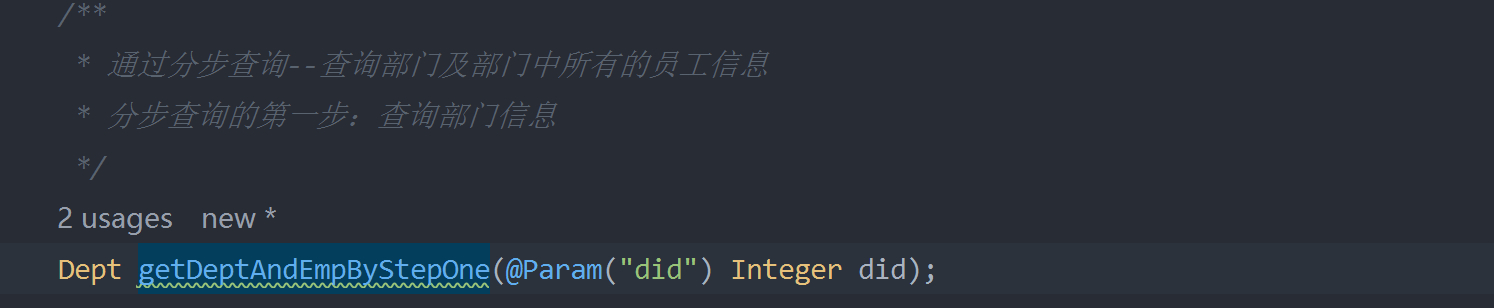 /**
* 通过分步查询--查询部门及部门中所有的员工信息
* 分步查询的第一步：查询部门信息
*/
2 usages new *
Dept getDeptAndEmpByStepOne(@Param("did") Integer did);